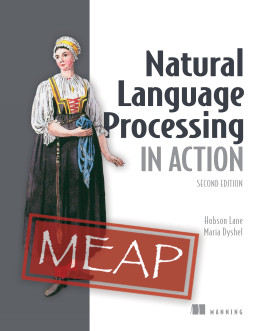 Natural
Language
Processing
IN ACTION
SECOND EDITION
Hobson Lane
Maria Dyshel
MEAP
MANNING